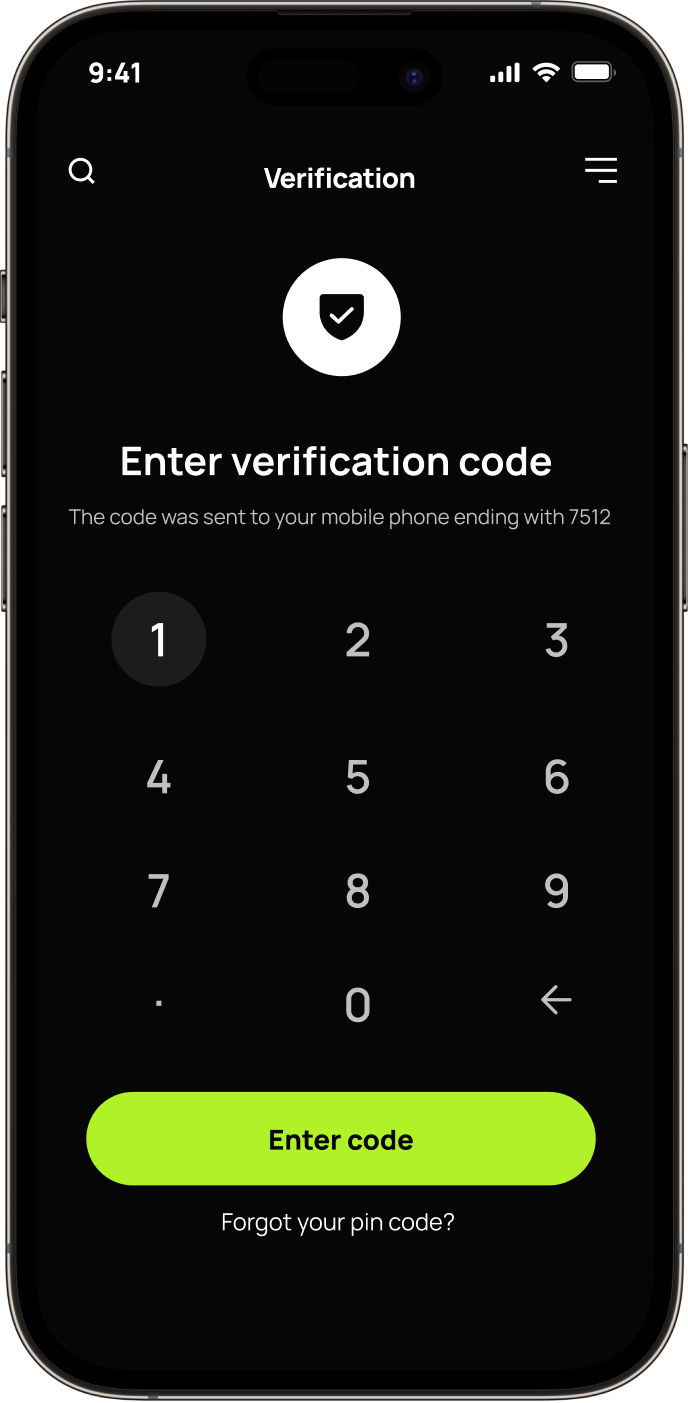 9:41
Verification
Enter verification code
The code was sent to your mobile phone ending with 7512
1 2 3
4 5 6
7 8 9
. 0
Enter code
Forgot your pin code?